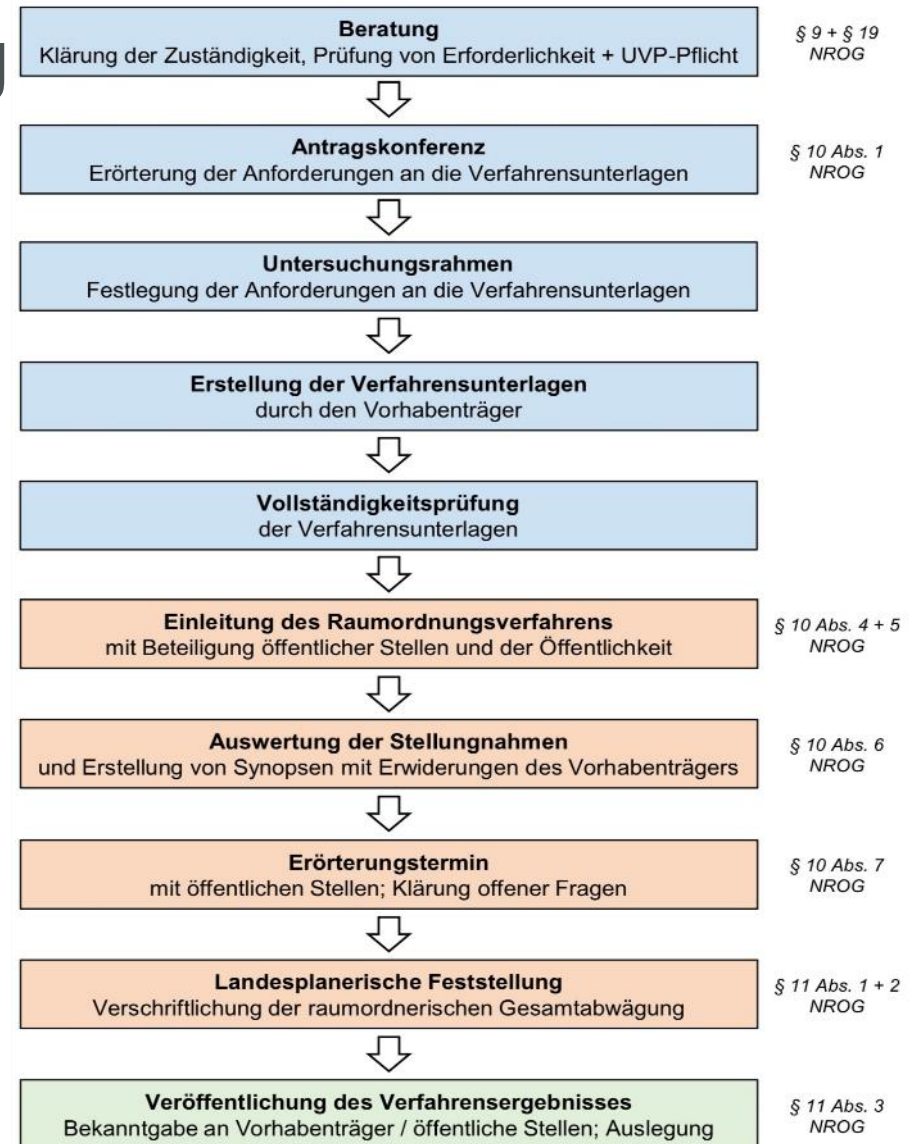 Beratung
Klärung der Zuständigkeit, Prüfung von Erforderlichkeit + UVP-Pflicht
§ 9 + § 19
NROG
Antragskonferenz
Erörterung der Anforderungen an die Verfahrensunterlagen
§ 10 Abs. 1
NROG
Untersuchungsrahmen
Festlegung der Anforderungen an die Verfahrensunterlagen
Erstellung der Verfahrensunterlagen
durch den Vorhabenträger
Vollständigkeitsprüfung
der Verfahrensunterlagen
Einleitung des Raumordnungsverfahrens
mit Beteiligung öffentlicher Stellen und der Öffentlichkeit
§ 10 Abs. 4 + 5
NROG
Auswertung der Stellungnahmen
und Erstellung von Synopsen mit Erwiderungen des Vorhabenträgers
§ 10 Abs. 6
NROG
Erörterungstermin
mit öffentlichen Stellen; Klärung offener Fragen
§ 10 Abs. 7
NROG
Landesplanerische Feststellung
Verschriftlichung der raumordnerischen Gesamtabwägung
§ 11 Abs. 1 + 2
NROG
Veröffentlichung des Verfahrensergebnisses
Bekanntgabe an Vorhabenträger / öffentliche Stellen; Auslegung
§ 11 Abs. 3
NROG